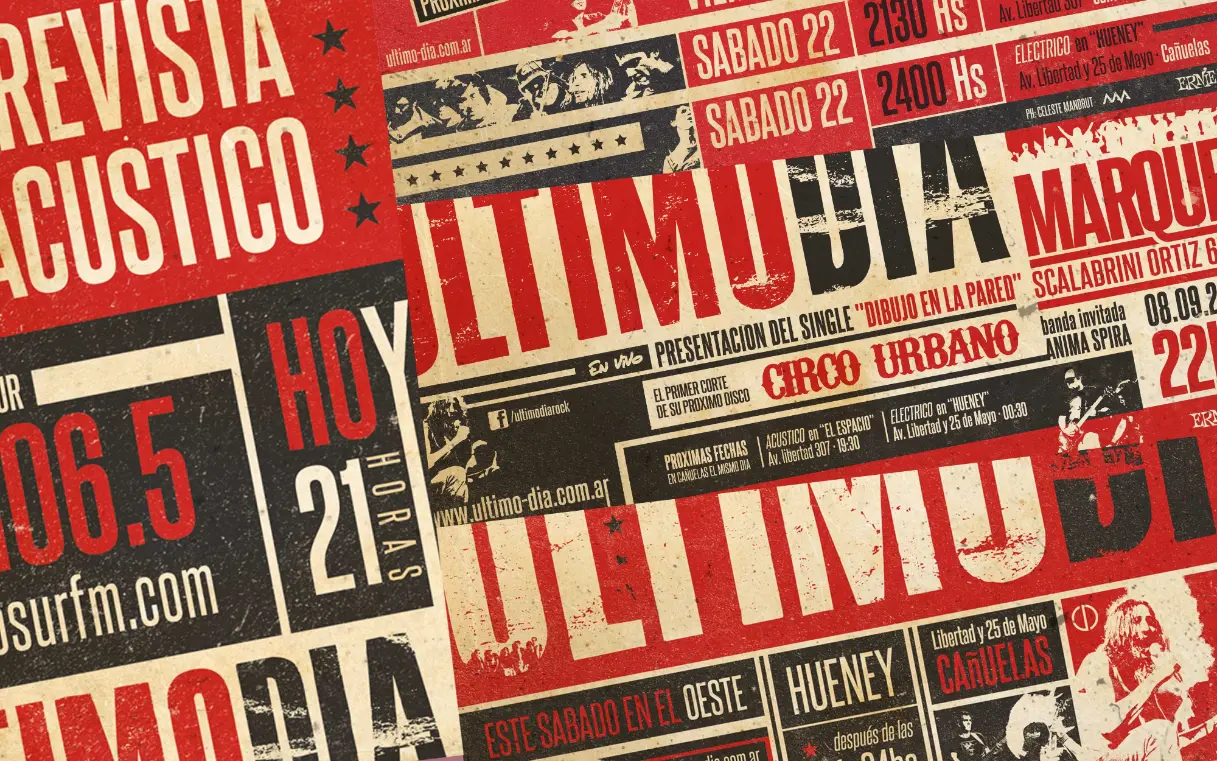 REVISTA
ACUSTICO
HOY
21
HORAS
106.5
surfm.com
TIMODIA
ultimo-dia.com.ar
SABADO 22
2130 HS
SABADO 22
2400 HS
Av. Libertad 307
ELECTRICO en "HUENEY"
Av. Libertad y 25 de Mayo - Cañuelas
PH: CELESTE MANDRUT
ULTIMODIA
MARQUE
SCALABRINI ORTIZ 6
PRESENTACION DEL SINGLE "DIBUJO EN LA PARED"
banda invitada
ANIMA SPIRA
08.09.2
22
EN VIVO
EL PRIMER CORTE
DE SU PROXIMO DISCO
CIRCO URBANO
/ultimodiarock
PROXIMAS FECHAS
EN CAÑUELAS EL MISMO DIA
ACUSTICO en "EL ESPACIO"
Av. libertad 307 - 19:30
ELECTRICO en "HUENEY"
Av. Libertad y 25 de Mayo - 00:30
www.ultimo-dia.com.ar
ULTIMODI
ESTE SABADO EN EL OESTE
HUENEY
después de las
Libertad y 25 de Mayo
CAñUELAS